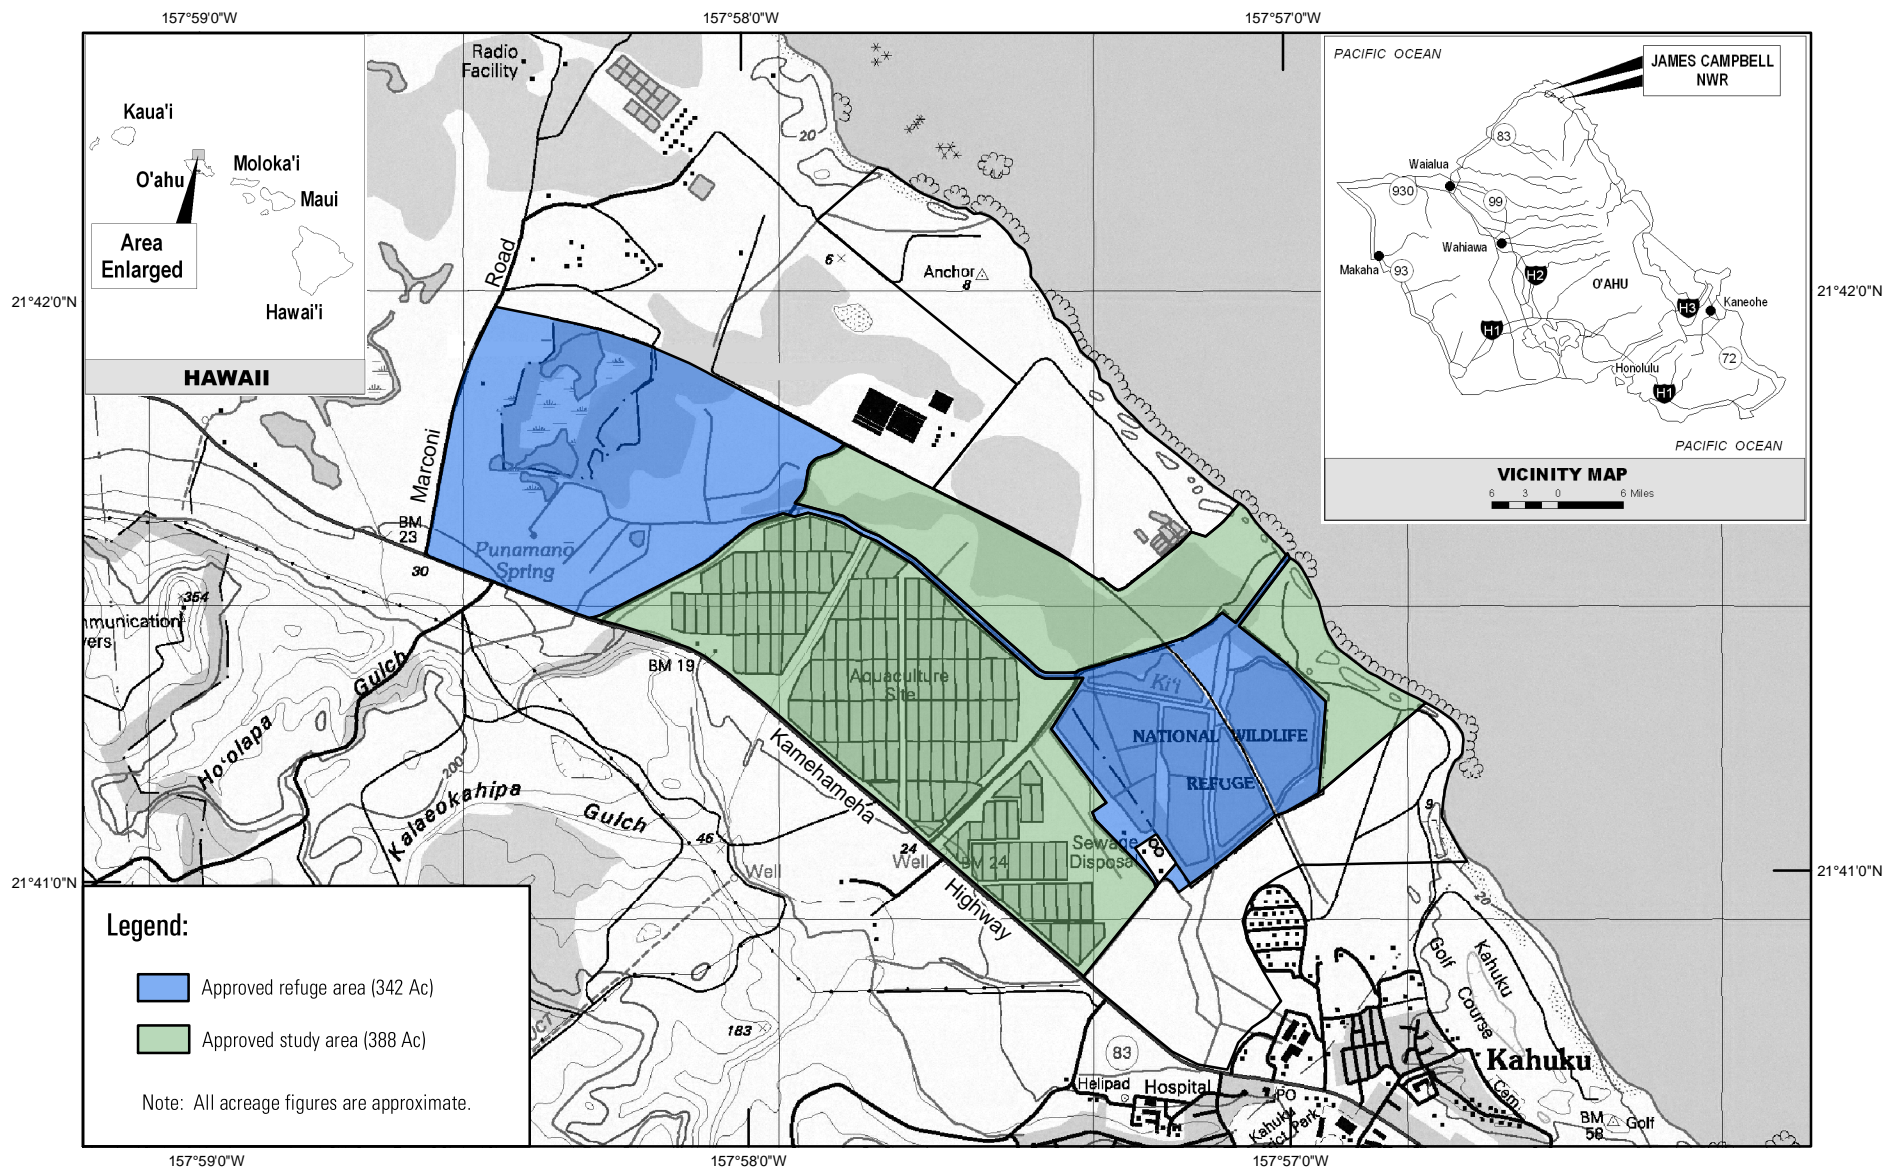 157°59'0"W
157°58'0"W
157°57'0"W
Radio
Facility
PACIFIC OCEAN
JAMES CAMPBELL
NWR
Kaua'i
O'ahu
Moloka'i
Maui
Area
Enlarged
Hawai'i
HAWAII
83
Waialua
930
99
Wahiawa
Makaha
93
H2
O'AHU
H3
Kaneohe
H1
72
Honolulu
H1
PACIFIC OCEAN
VICINITY MAP
6 3 0 6 Miles
20
Road
6
Anchor
8
21°42'0"N
21°42'0"N
Marconi
BM
23
30
Punamanō
Spring
354
BM 19
Gulch
Ho'olapa
200
Kalaeokahipa
Gulch
46
Well
Aquaculture
Site
Kamehameha
Highway
24
Well
BM 24
Ki'i
NATIONAL WILDLIFE
REFUGE
Sewage
Disposal
9
21°41'0"N
21°41'0"N
20
183
83
Helipad
Hospital
PO
Kahuku
Golf
Course
Kahuku
Kahuku
Cem
BM
58
Golf
Legend:
Approved refuge area (342 Ac)
Approved study area (388 Ac)
Note: All acreage figures are approximate.
157°59'0"W
157°58'0"W
157°57'0"W